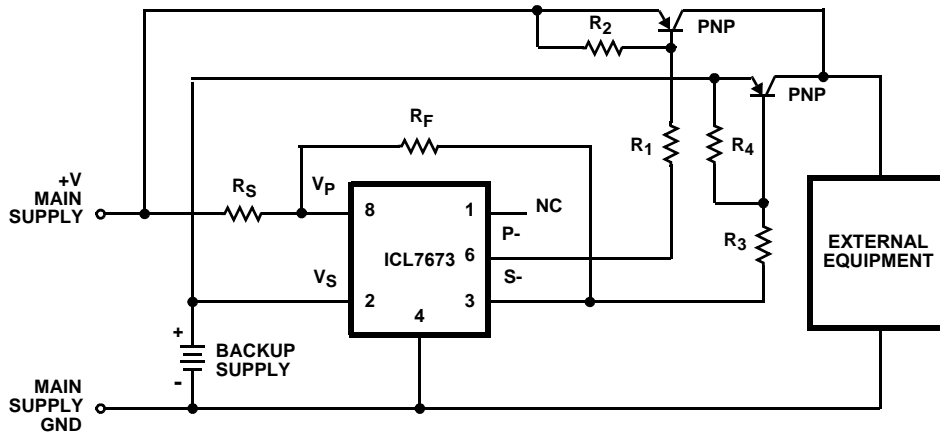 R2
PNP
PNP
RF
R1
R4
+V
MAIN
SUPPLY
RS
VP
8
1
NC
P-
R3
EXTERNAL
EQUIPMENT
ICL7673
6
VS
S-
2
3
4
+
BACKUP
SUPPLY
-
MAIN
SUPPLY
GND